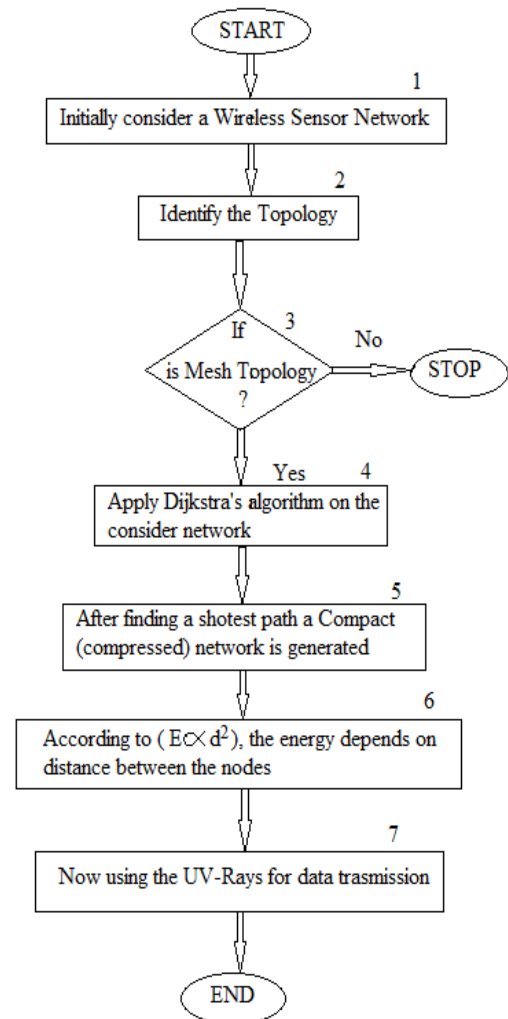 START
1
Initially consider a Wireless Sensor Network
2
Identify the Topology
3
If
is Mesh Topology
?
No
STOP
Yes
4
Apply Dijkstra's algorithm on the
consider network
5
After finding a shotest path a Compact
(compressed) network is generated
6
According to (E∝d²), the energy depends on
distance between the nodes
7
Now using the UV-Rays for data trasmission
END